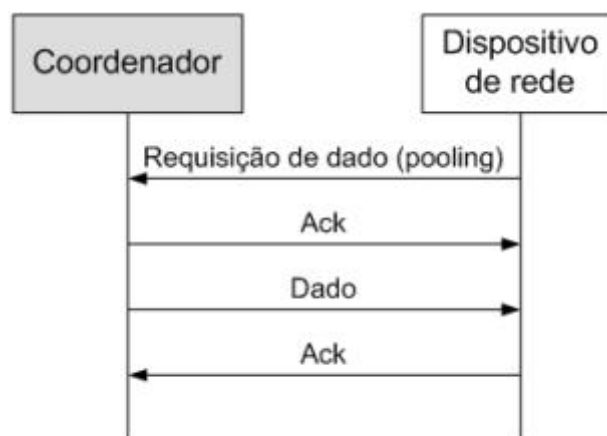 Coordenador
Dispositivo
de rede
Requisição de dado (pooling)
Ack
Dado
Ack